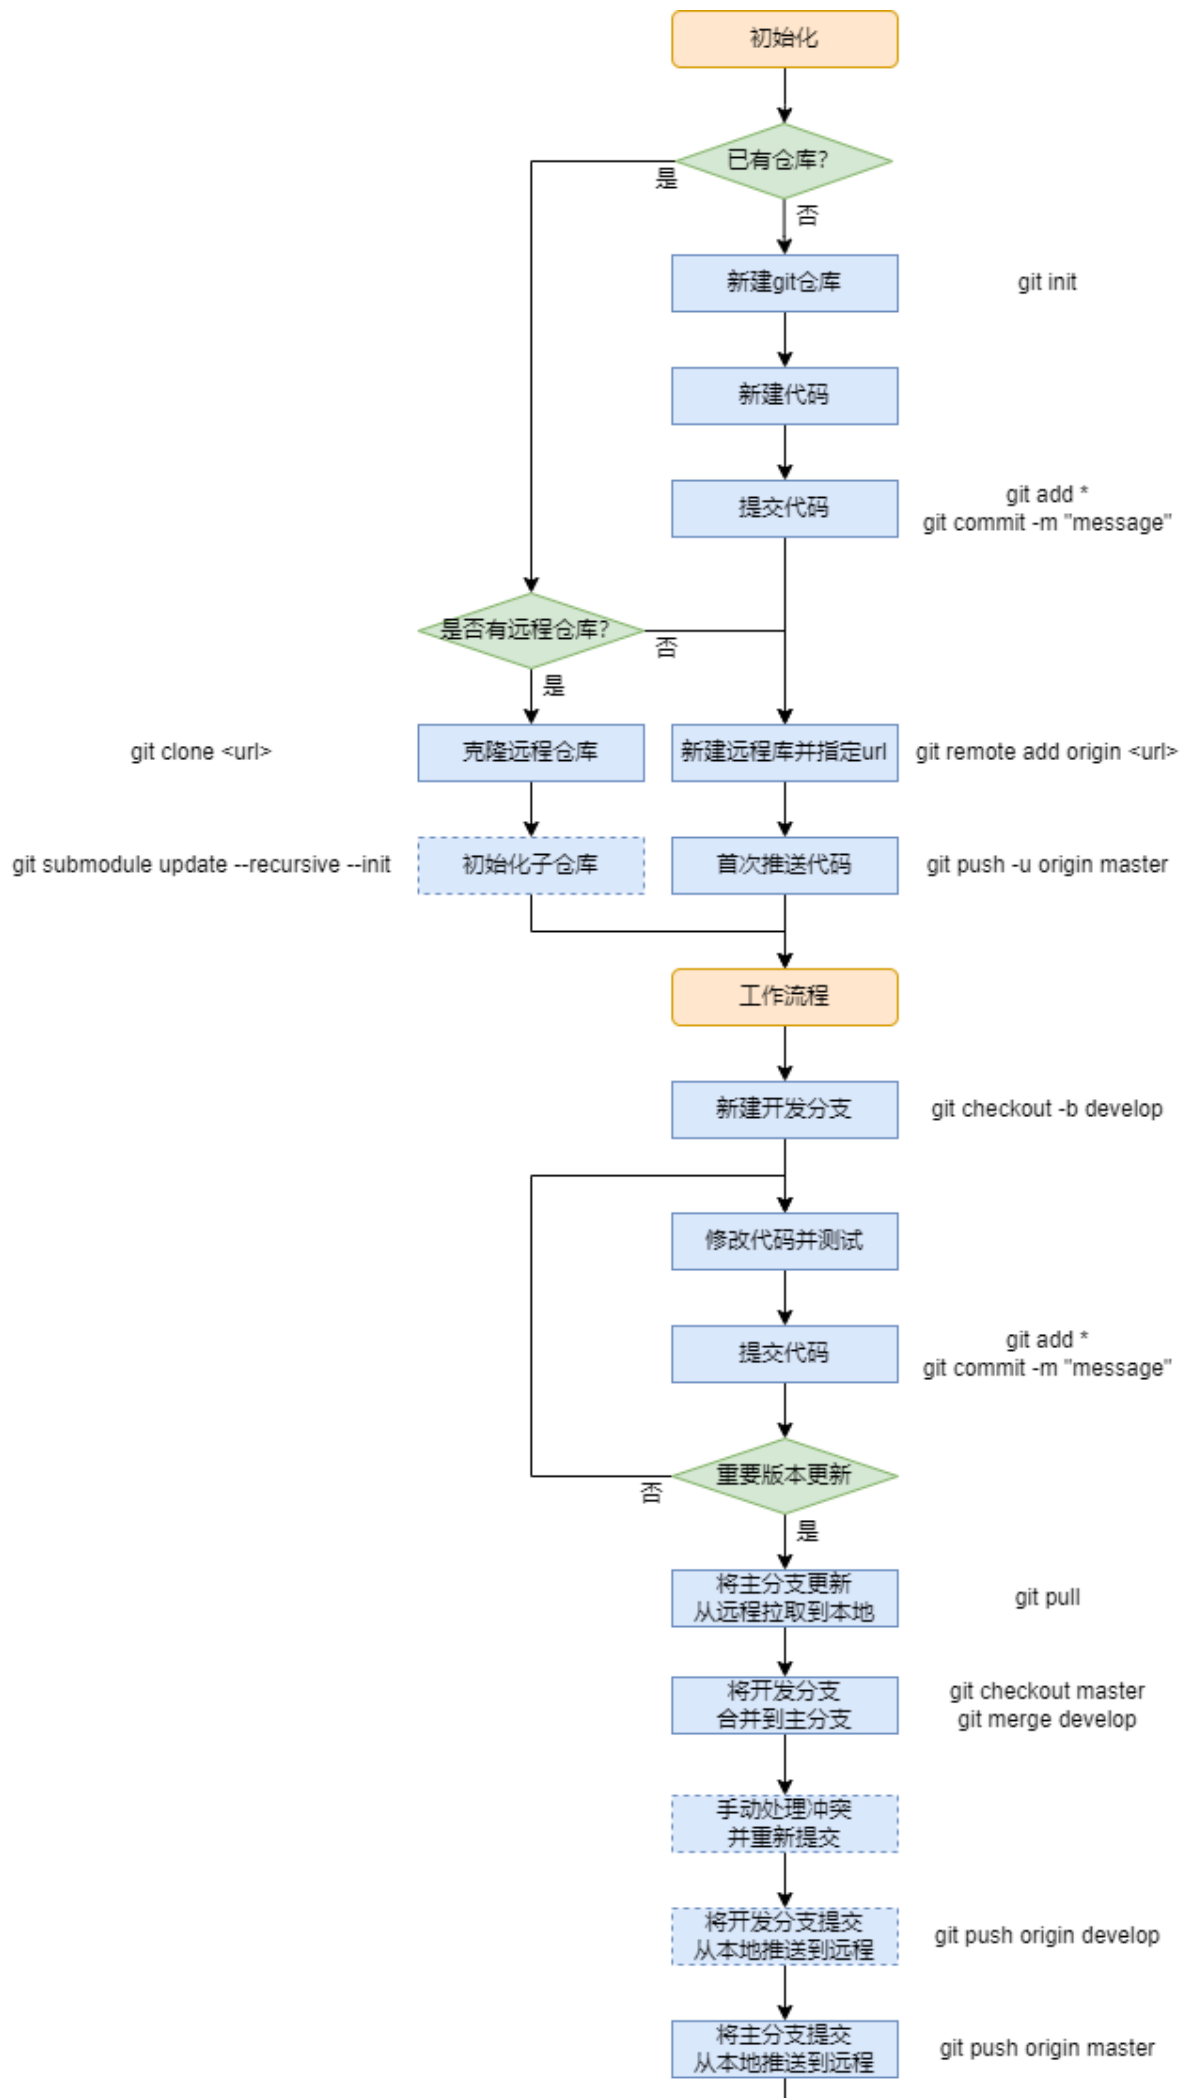 初始化
已有仓库?
是
否
新建git仓库
git init
新建代码
提交代码
git add *
git commit -m "message"
是否有远程仓库?
否
是
git clone <url>
克隆远程仓库
新建远程库并指定url
git remote add origin <url>
git submodule update --recursive --init
初始化子仓库
首次推送代码
git push -u origin master
工作流程
新建开发分支
git checkout -b develop
修改代码并测试
提交代码
git add *
git commit -m "message"
重要版本更新
否
是
将主分支更新
从远程拉取到本地
git pull
将开发分支
合并到主分支
git checkout master
git merge develop
手动处理冲突
并重新提交
将开发分支提交
从本地推送到远程
git push origin develop
将主分支提交
从本地推送到远程
git push origin master